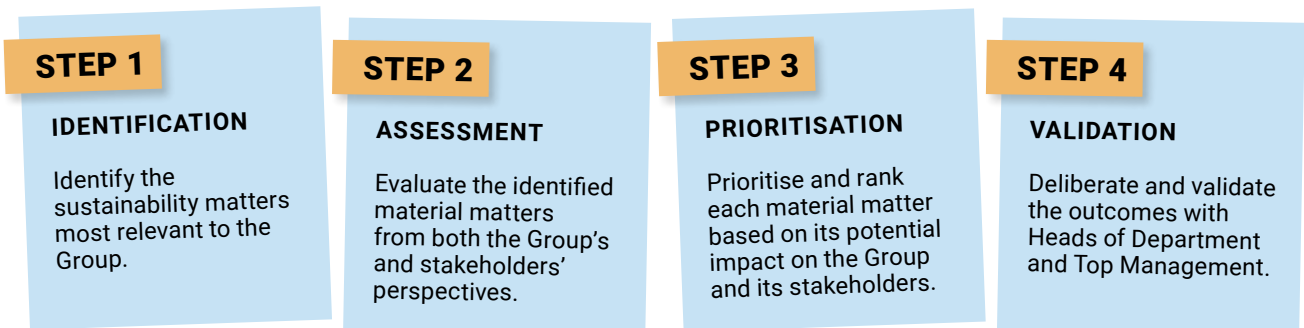 STEP 1
IDENTIFICATION
Identify the
sustainability matters
most relevant to the
Group.
STEP 2
ASSESSMENT
Evaluate the identified
material matters
from both the Group's
and stakeholders'
perspectives.
STEP 3
PRIORITISATION
Prioritise and rank
each material matter
based on its potential
impact on the Group
and its stakeholders.
STEP 4
VALIDATION
Deliberate and validate
the outcomes with
Heads of Department
and Top Management.